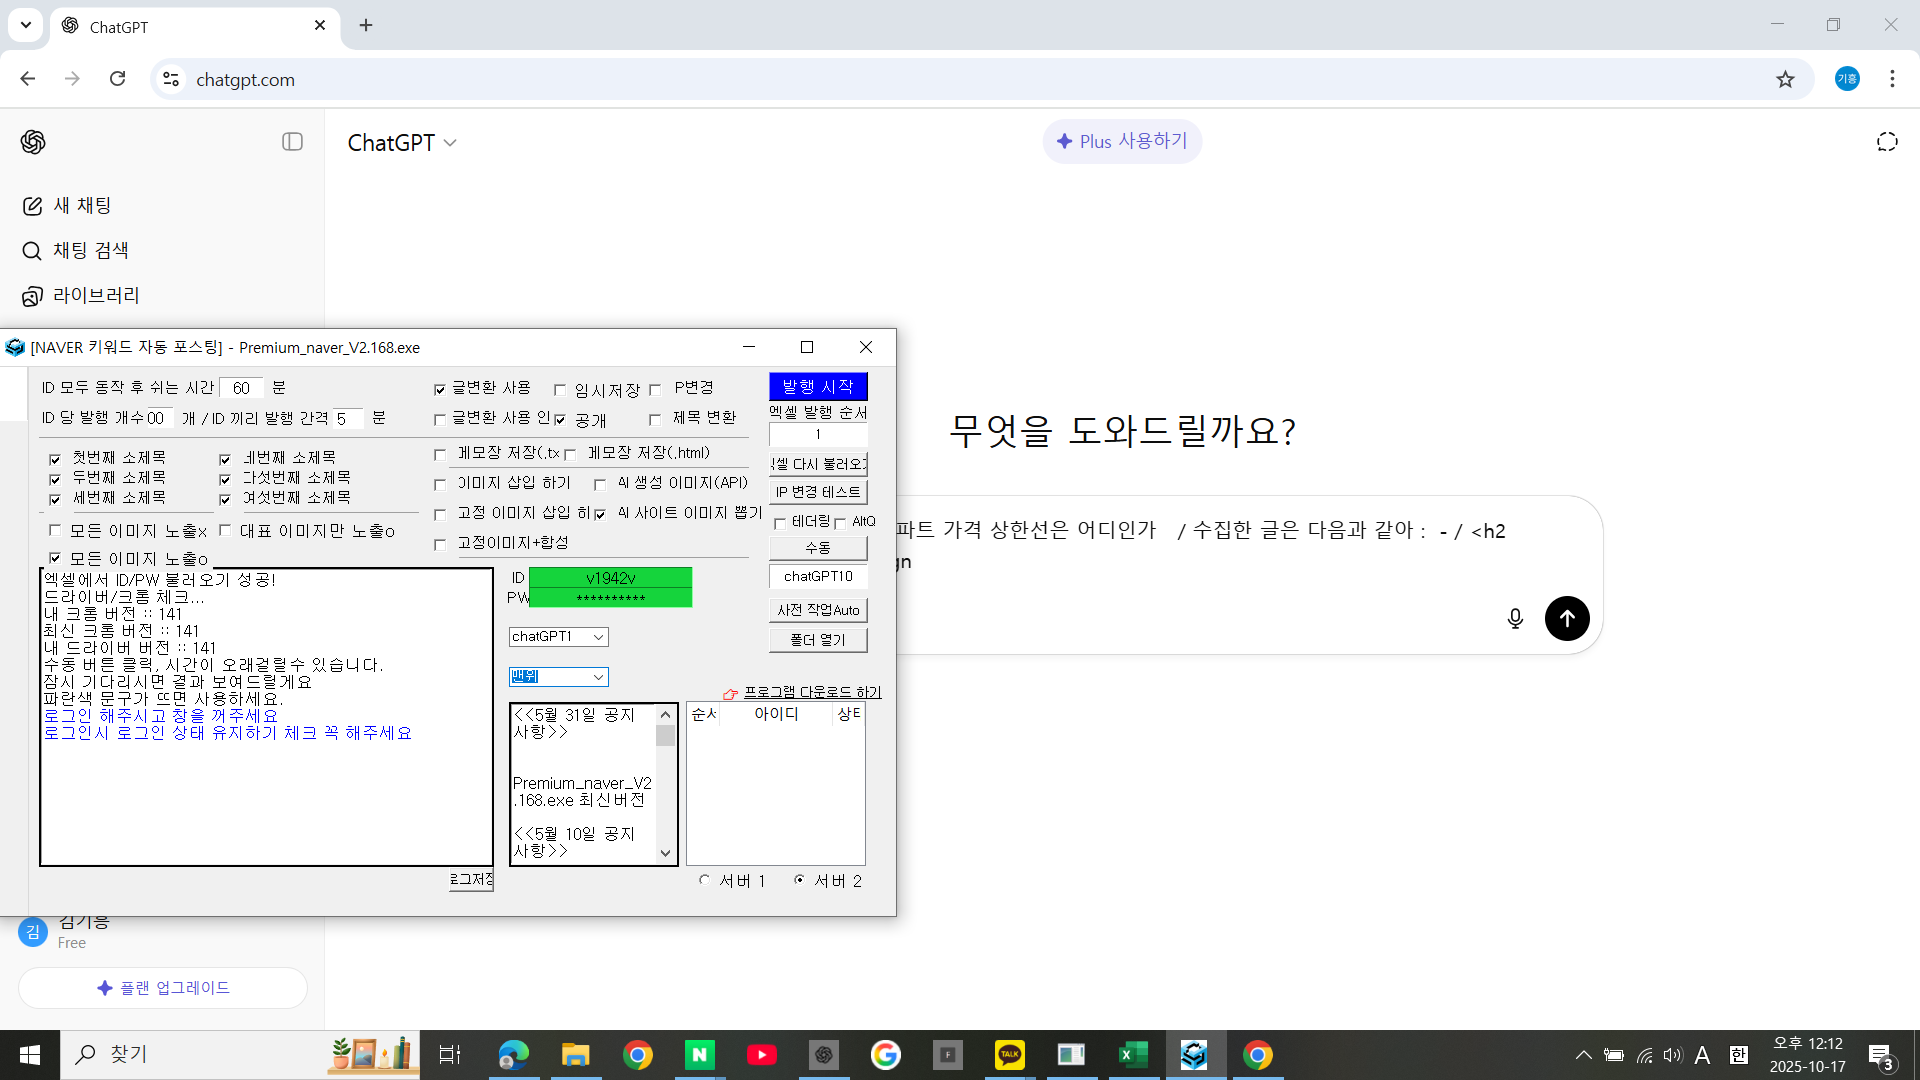 ChatGPT
chatgpt.com
기흥
ChatGPT
Plus 사용하기
새 채팅
채팅 검색
라이브러리
무엇을 도와드릴까요?
파트 가격 상한선은 어디인가 / 수집한 글은 다음과 같아 : - / <h2
gn
[NAVER 키워드 자동 포스팅] - Premium_naver_V2.168.exe
ID 모두 동작 후 쉬는 시간 60 분
ID 당 발행 개수 00 개 / ID 끼리 발행 간격 5 분
글변환 사용 임시저장 P변경
글변환 사용 인 공개 제목 변환
발행 시작
엑셀 발행 순서
1
첫번째 소제목 네번째 소제목
두번째 소제목 다섯번째 소제목
세번째 소제목 여섯번째 소제목
모든 이미지 노출x 대표 이미지만 노출o
모든 이미지 노출o
메모장 저장(.tx 메모장 저장(.html)
이미지 삽입 하기 AI 생성 이미지(API)
고정 이미지 삽입 AI 사이트 이미지 뽑기
고정이미지+합성
셀 다시 불러오
IP 변경 테스트
테더링 AltQ
수동
chatGPT10
사전 작업Auto
폴더 열기
엑셀에서 ID/PW 불러오기 성공!
드라이버/크롬 체크...
내 크롬 버전 :: 141
최신 크롬 버전 :: 141
내 드라이버 버전 :: 141
수동 버튼 클릭, 시간이 오래걸릴수 있습니다.
잠시 기다리시면 결과 보여드릴게요
파란색 문구가 뜨면 사용하세요.
로그인 해주시고 창을 꺼주세요
로그인시 로그인 상태 유지하기 체크 꼭 해주세요
ID v1942v
PW **********
chatGPT1
맨위
프로그램 다운로드 하기
<<5월 31일 공지
사항>>
Premium_naver_V2
.168.exe 최신버전
<<5월 10일 공지
사항>>
순서 아이디 상태
로그저장
서버 1 서버 2
김 김기흥
Free
플랜 업그레이드
찾기
N
F
TALK
A 한
오후 12:12
2025-10-17
3